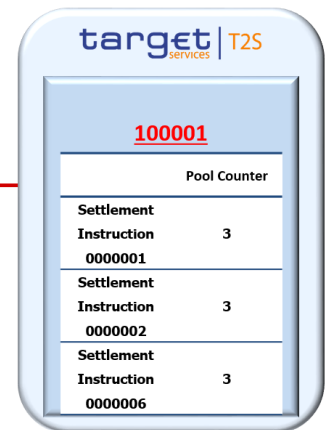 target | T2S
services
100001
Pool Counter
Settlement
Instruction 3
0000001
Settlement
Instruction 3
0000002
Settlement
Instruction 3
0000006